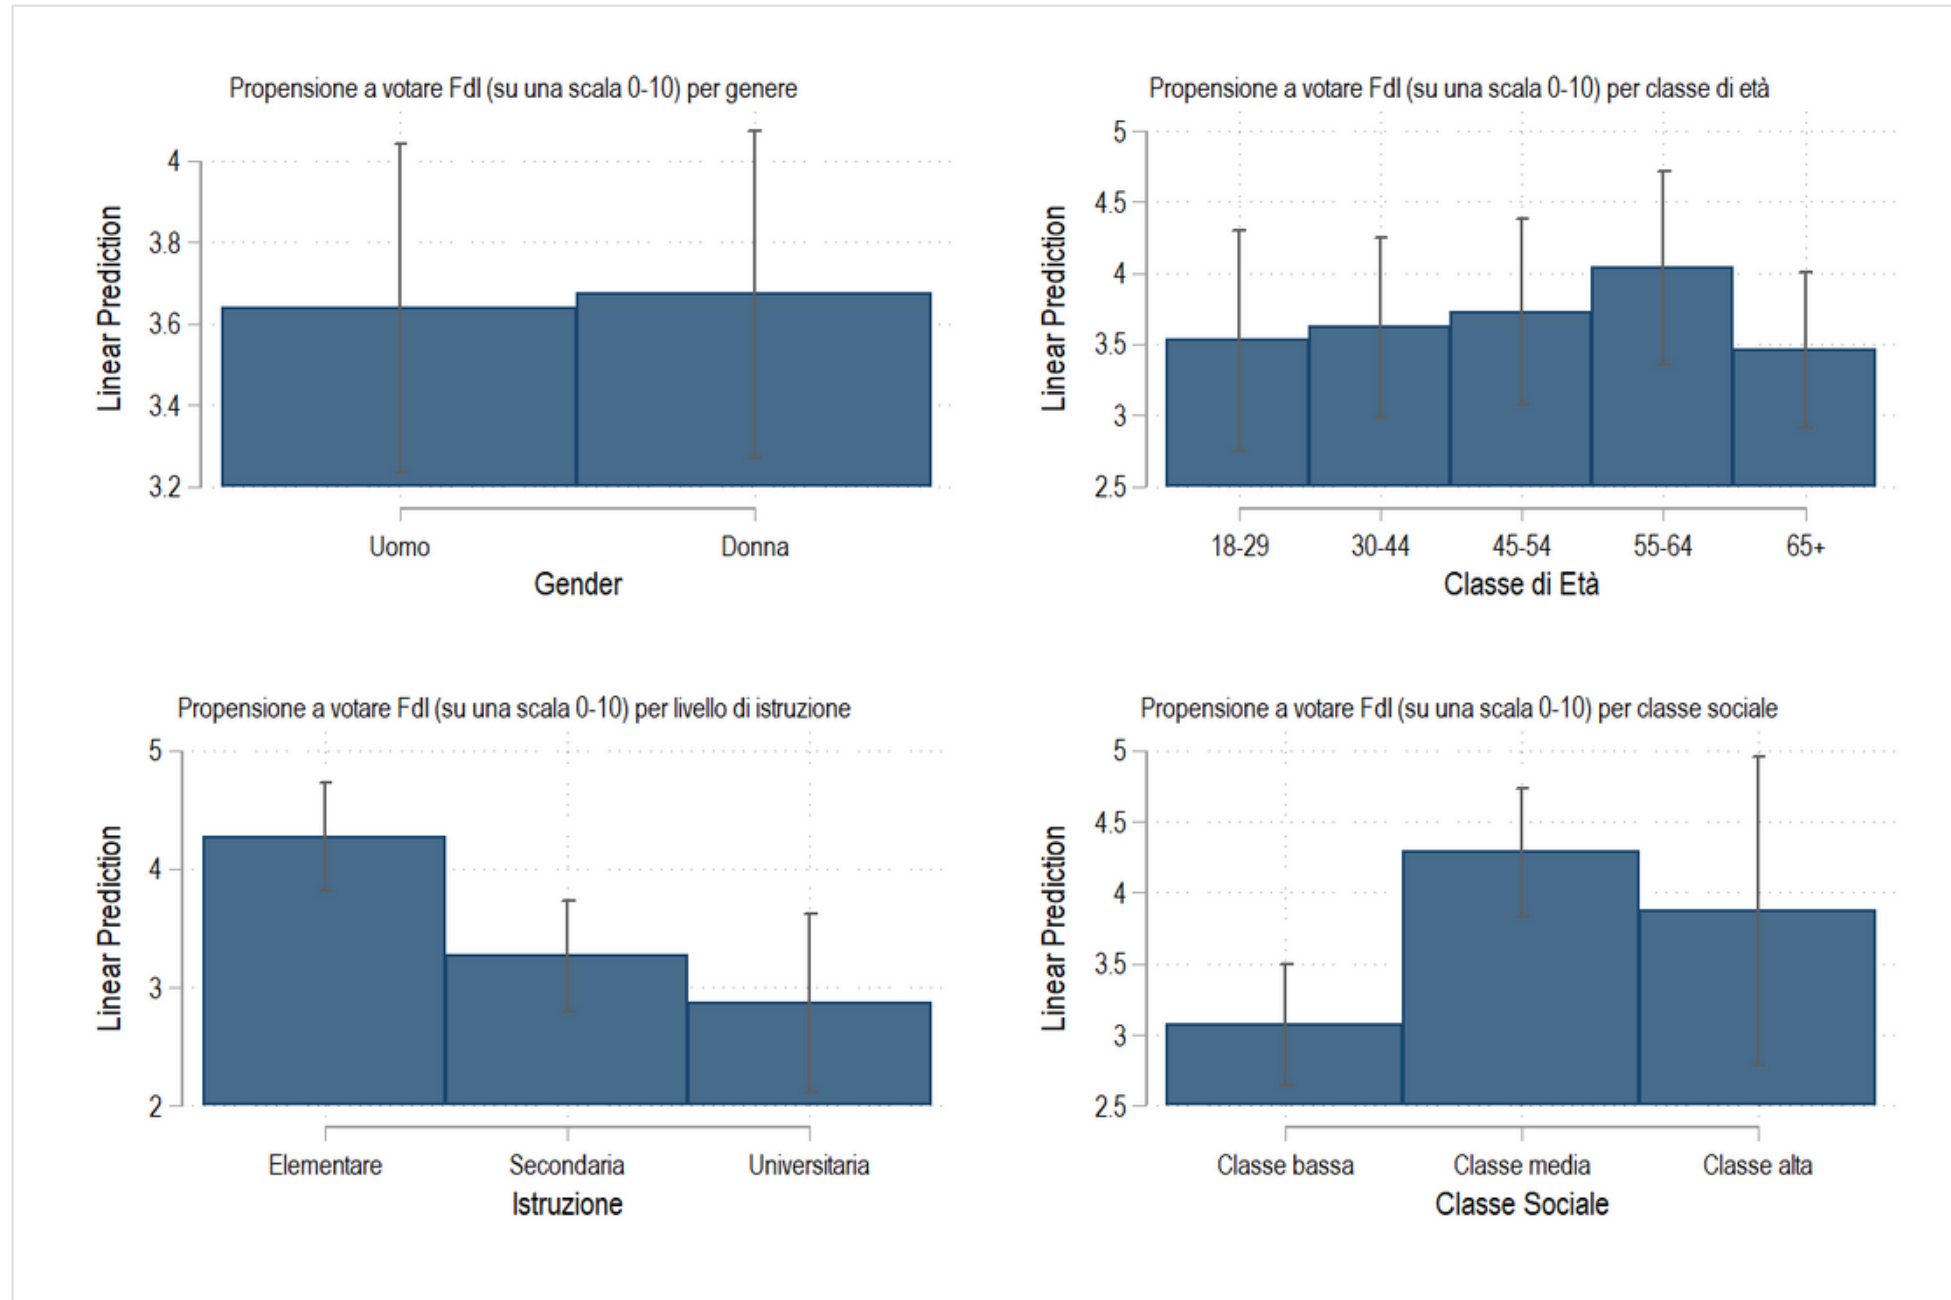 Propensione a votare FdI (su una scala 0-10) per genere
Linear Prediction
4
3.8
3.6
3.4
3.2
Uomo
Donna
Gender
Propensione a votare FdI (su una scala 0-10) per classe di età
Linear Prediction
5
4.5
4
3.5
3
2.5
18-29
30-44
45-54
55-64
65+
Classe di Età
Propensione a votare FdI (su una scala 0-10) per livello di istruzione
Linear Prediction
5
4
3
2
Elementare
Secondaria
Universitaria
Istruzione
Propensione a votare FdI (su una scala 0-10) per classe sociale
Linear Prediction
5
4.5
4
3.5
3
2.5
Classe bassa
Classe media
Classe alta
Classe Sociale